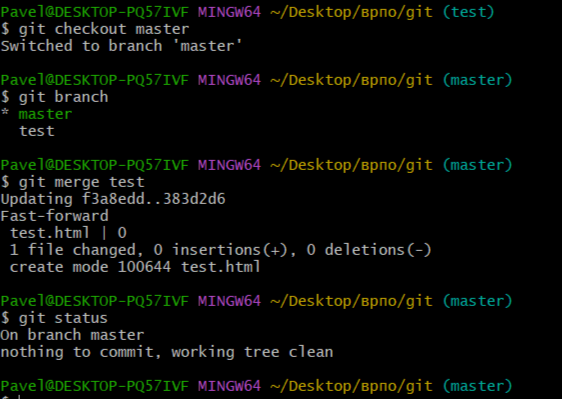 Pavel@DESKTOP-PQ57IVF MINGW64 ~/Desktop/врпо/git (test)
$ git checkout master
Switched to branch 'master'
Pavel@DESKTOP-PQ57IVF MINGW64 ~/Desktop/врпо/git (master)
$ git branch
* master
  test
Pavel@DESKTOP-PQ57IVF MINGW64 ~/Desktop/врпо/git (master)
$ git merge test
Updating f3a8edd..383d2d6
Fast-forward
 test.html | 0
 1 file changed, 0 insertions(+), 0 deletions(-)
 create mode 100644 test.html
Pavel@DESKTOP-PQ57IVF MINGW64 ~/Desktop/врпо/git (master)
$ git status
On branch master
nothing to commit, working tree clean
Pavel@DESKTOP-PQ57IVF MINGW64 ~/Desktop/врпо/git (master)
$